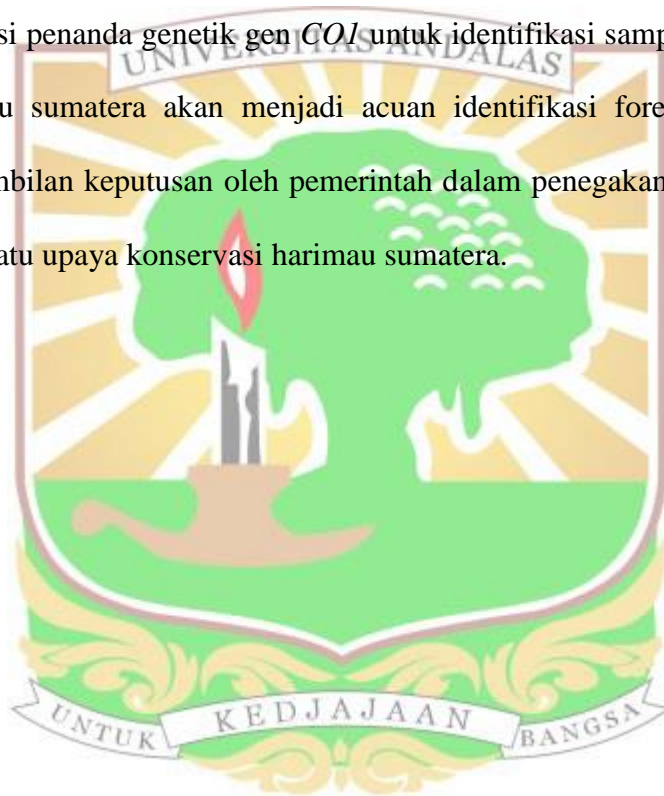 si penanda genetik gen CO1 untuk identifikasi samp
UNIVERSITAS ANDALAS
u sumatera akan menjadi acuan identifikasi fore
mbilan keputusan oleh pemerintah dalam penegakan
atu upaya konservasi harimau sumatera.
UNTUK KEDJAJAAN BANGSA